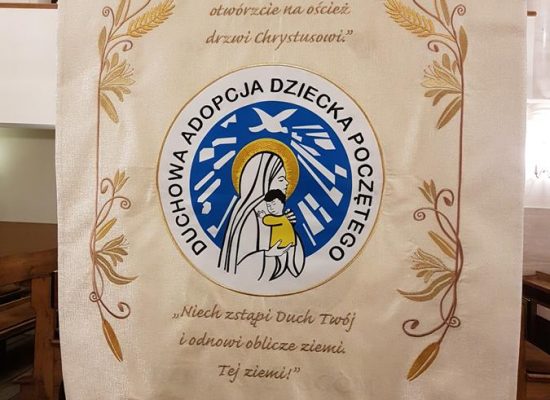 otwórzcie na oścież
drzwi Chrystusowi."
DUCHOWA ADOPCJA DZIECKA POCZĘTEGO
„Niech zstąpi Duch Twój
i odnowi oblicze ziemi.
Tej ziemi!"